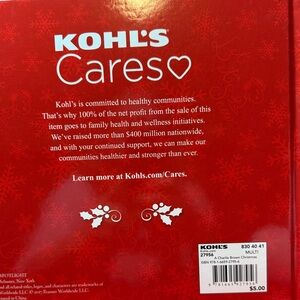 KOHL'S
Cares
Kohl's is committed to healthy communities.
That's why 100% of the net profit from the sale of this
item goes to family health and wellness initiatives.
We've raised more than $400 million nationwide,
and with your continued support, we can make our
communities healthier and stronger than ever.
Learn more at Kohls.com/Cares.
KOHL'S 830 40 41
27956 MULTI
A Charlie Brown Christmas
$5.00